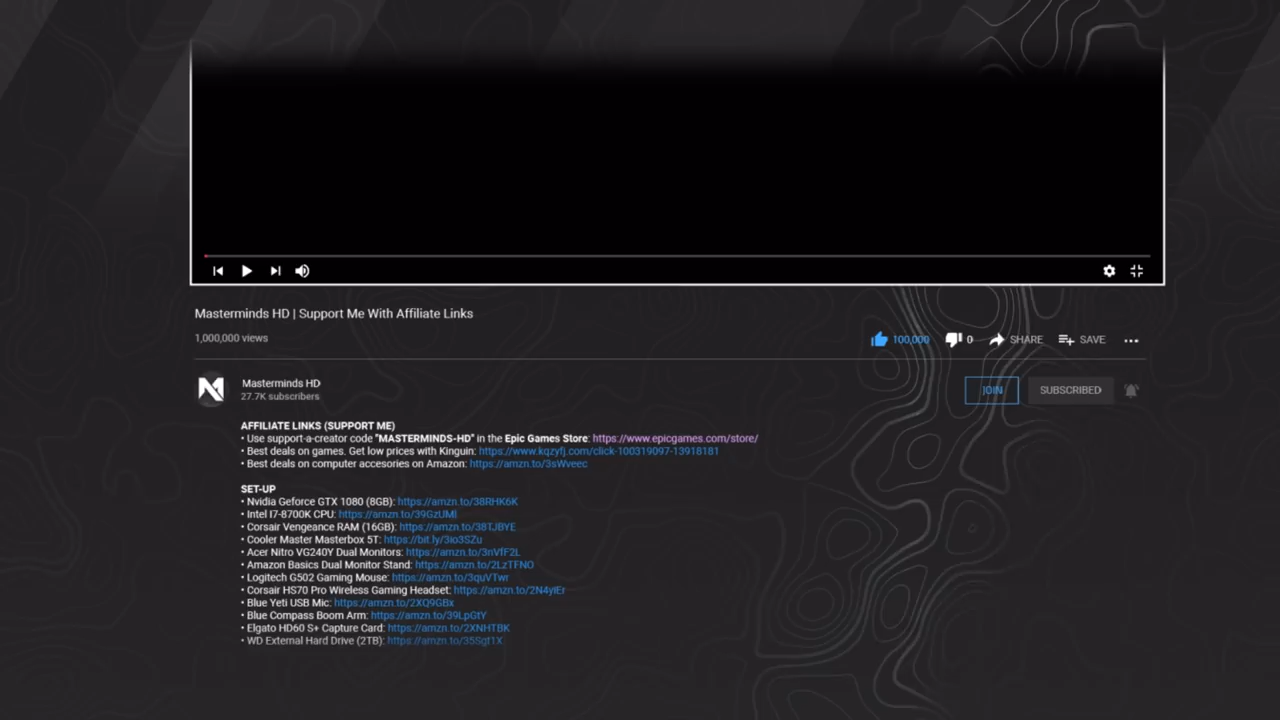 Masterminds HD | Support Me With Affiliate Links
1,000,000 views
100,000 0 SHARE SAVE
Masterminds HD
27.7K subscribers
JOIN SUBSCRIBED
AFFILIATE LINKS (SUPPORT ME)
• Use support-a-creator code "MASTERMINDS-HD" in the Epic Games Store: https://www.epicgames.com/store/
• Best deals on games. Get low prices with Kinguin: https://www.kqzyfj.com/click-100319097-13918181
• Best deals on computer accesories on Amazon: https://amzn.to/3sWveec
SET-UP
• Nvidia Geforce GTX 1080 (8GB): https://amzn.to/38RHK6K
• Intel I7-8700K CPU: https://amzn.to/39GzUMl
• Corsair Vengeance RAM (16GB): https://amzn.to/38TJBYE
• Cooler Master Masterbox 5T: https://bit.ly/3io3SZu
• Acer Nitro VG240Y Dual Monitors: https://amzn.to/3nVfF2L
• Amazon Basics Dual Monitor Stand: https://amzn.to/2LzTFNO
• Logitech G502 Gaming Mouse: https://amzn.to/3quVTwr
• Corsair HS70 Pro Wireless Gaming Headset: https://amzn.to/2N4yiEr
• Blue Yeti USB Mic: https://amzn.to/2XQ9GBx
• Blue Compass Boom Arm: https://amzn.to/39LpGtY
• Elgato HD60 S+ Capture Card: https://amzn.to/2XNHTBK
• WD External Hard Drive (2TB): https://amzn.to/35Sgf1X